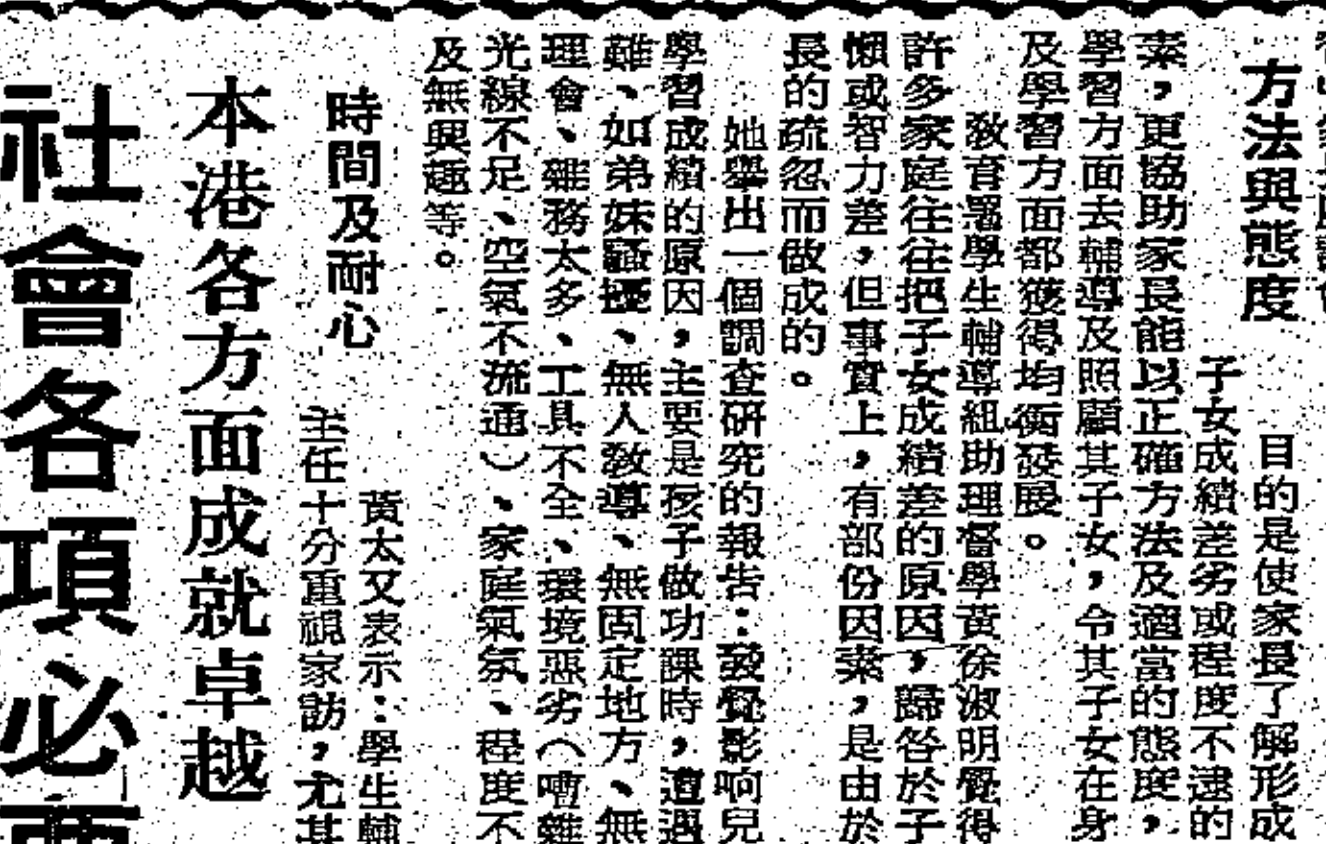 方法與態度
目的是使家長了解形成
子女成績差劣或程度不逮的
素，更協助家長能以正確方法及適當的態度，
學習方面去輔導及照顧其子女，令其子女在身
及學習方面都獲得均衡發展。
教育署學生輔導組助理督學黃徐淑明覺得
許多家庭往往把子女成績差的原因，歸咎於子
懶或智力差，但事實上，有部份因素，是由於
長的疏忽而做成的。
她舉出一個調查研究的報告：發覺影响兒
學習成績的原因，主要是孩子做功課時，遭遇
難、如弟妹騷擾、無人教導、無固定地方、無
理會、雜務太多、工具不全、環境惡劣（嘈雜
光線不足、空氣不流通）、家庭氣氛、程度不
及無興趣等。
時間及耐心
黃太又表示：學生輔
主任十分重視家訪，尤其
本港各方面成就卓越
社會各項必